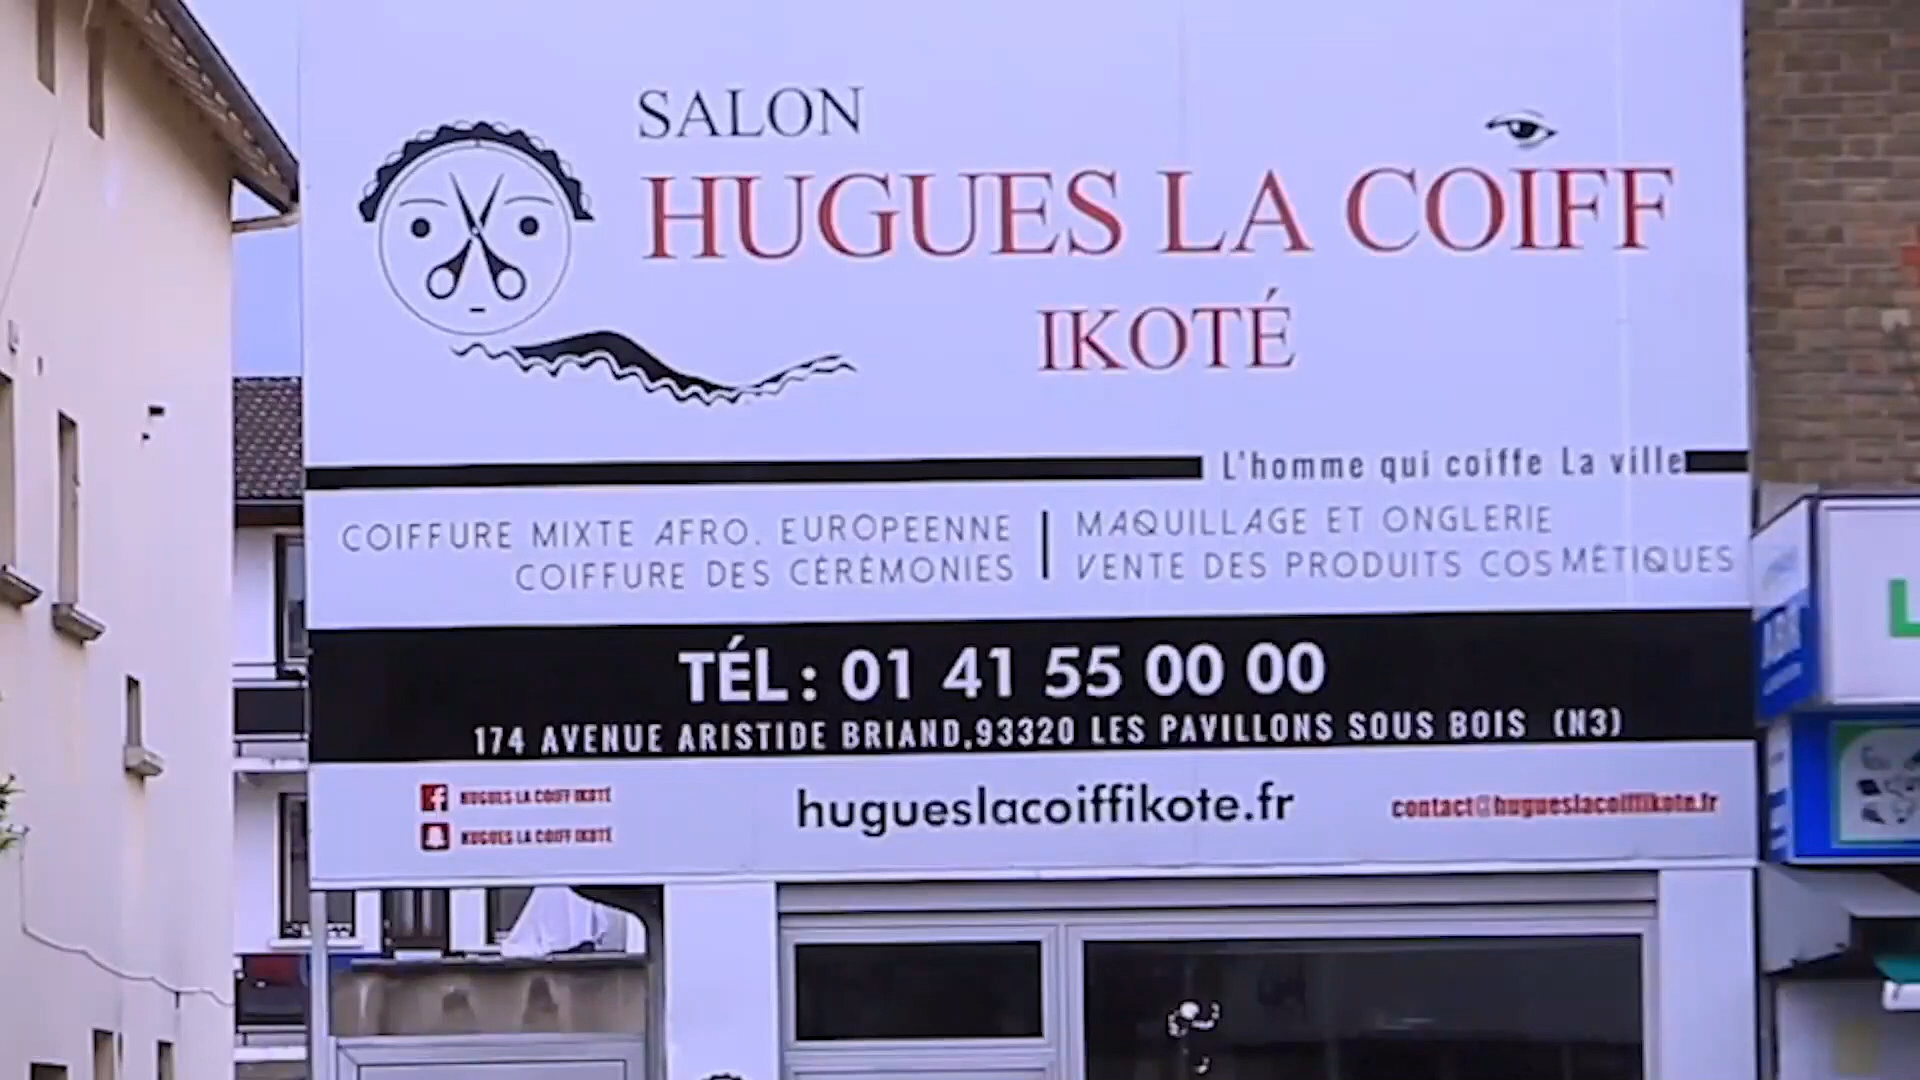 SALON
HUGUES LA COIFF
IKOTÉ
L'homme qui coiffe La ville
COIFFURE MIXTE AFRO. EUROPEENNE
COIFFURE DES CÉRÉMONIES
MAQUILLAGE ET ONGLERIE
VENTE DES PRODUITS COSMÉTIQUES
TÉL : 01 41 55 00 00
174 AVENUE ARISTIDE BRIAND.93320 LES PAVILLONS SOUS BOIS (N3)
HUGUES LA COIFF IKOTÉ
HUGUES LA COIFF IKOTÉ
hugueslacoiffikote.fr
contact@hugueslacoiffikote.fr